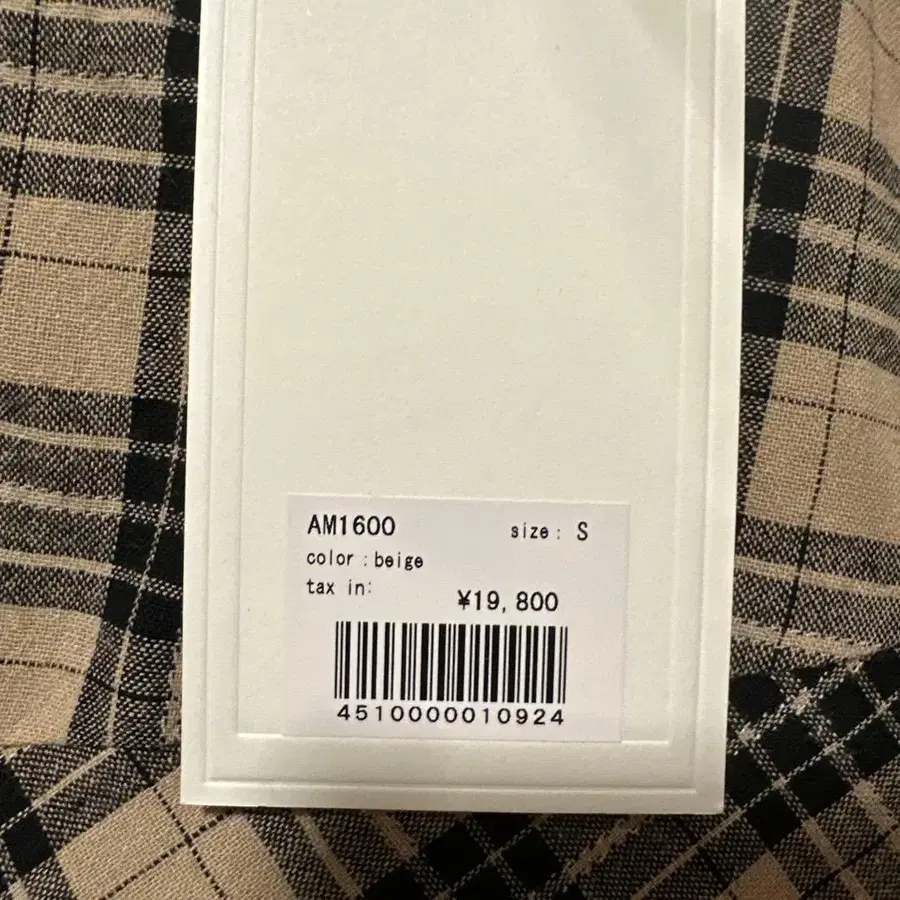 AM1600 size: S
color:beige
tax in:
¥19,800
4510000010924